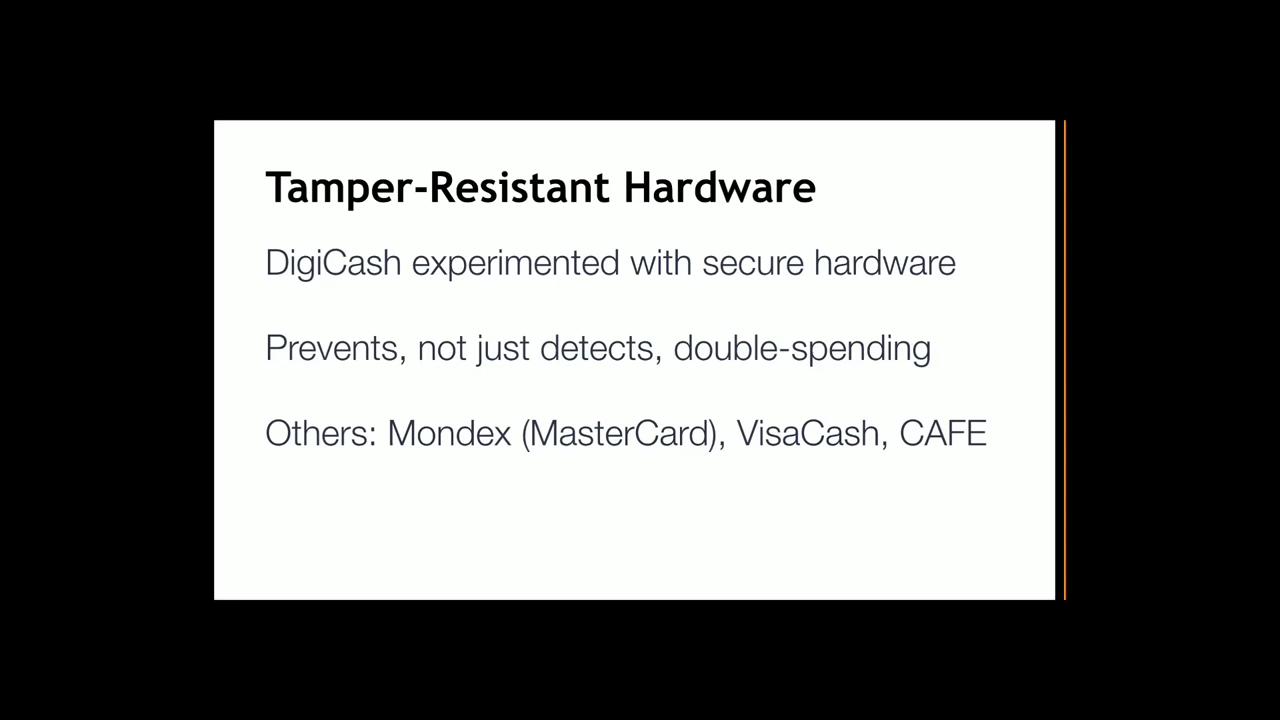 Tamper-Resistant Hardware
DigiCash experimented with secure hardware
Prevents, not just detects, double-spending
Others: Mondex (MasterCard), VisaCash, CAFE